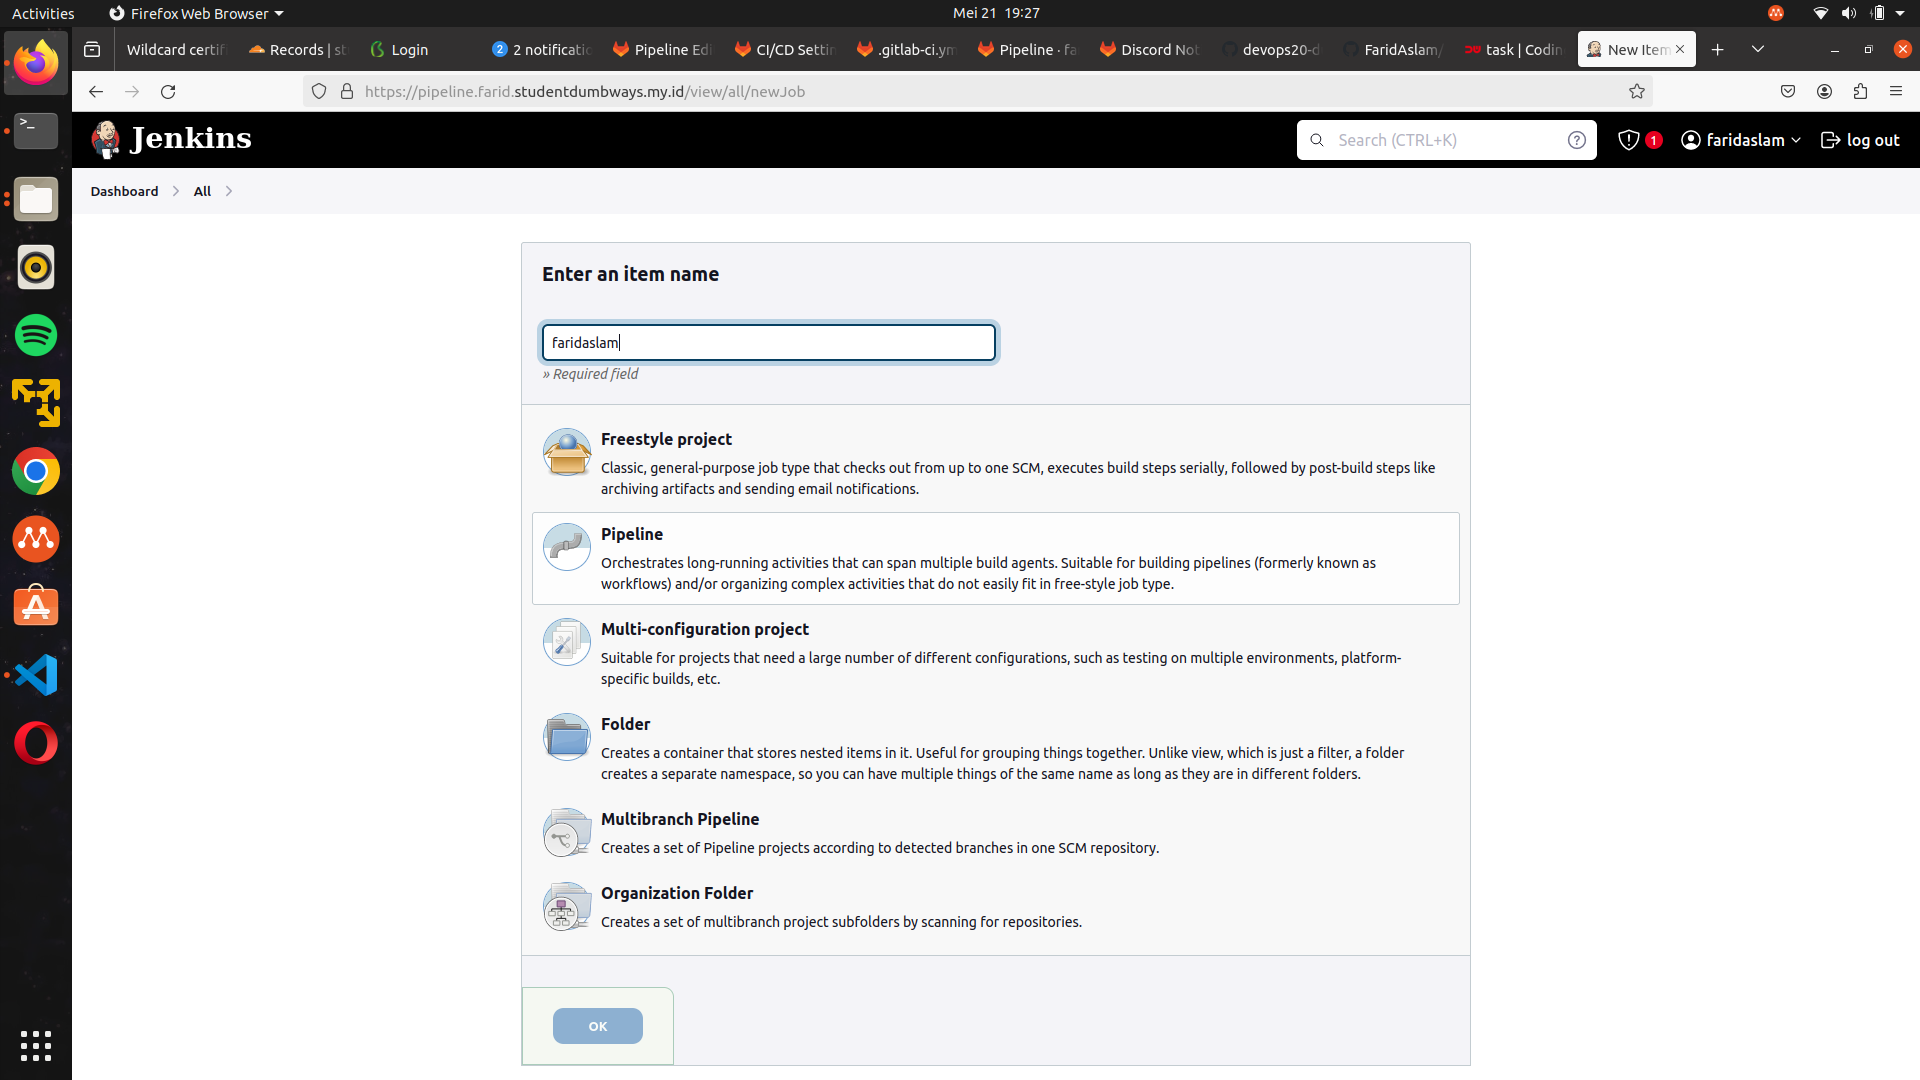 Activities
Firefox Web Browser
Mei 21 19:27
Wildcard certif
Records | st
Login
2 2 notificatio
Pipeline Edi
CI/CD Settin
.gitlab-ci.ym
Pipeline · fa
Discord Not
devops20-d
FaridAslam/
task | Codin
New Item
https://pipeline.farid.studentdumbways.my.id/view/all/newJob
Jenkins
Search (CTRL+K)
1
faridaslam
log out
Dashboard
All
Enter an item name
faridaslam
» Required field
Freestyle project
Classic, general-purpose job type that checks out from up to one SCM, executes build steps serially, followed by post-build steps like
archiving artifacts and sending email notifications.
Pipeline
Orchestrates long-running activities that can span multiple build agents. Suitable for building pipelines (formerly known as
workflows) and/or organizing complex activities that do not easily fit in free-style job type.
Multi-configuration project
Suitable for projects that need a large number of different configurations, such as testing on multiple environments, platform-
specific builds, etc.
Folder
Creates a container that stores nested items in it. Useful for grouping things together. Unlike view, which is just a filter, a folder
creates a separate namespace, so you can have multiple things of the same name as long as they are in different folders.
Multibranch Pipeline
Creates a set of Pipeline projects according to detected branches in one SCM repository.
Organization Folder
Creates a set of multibranch project subfolders by scanning for repositories.
OK